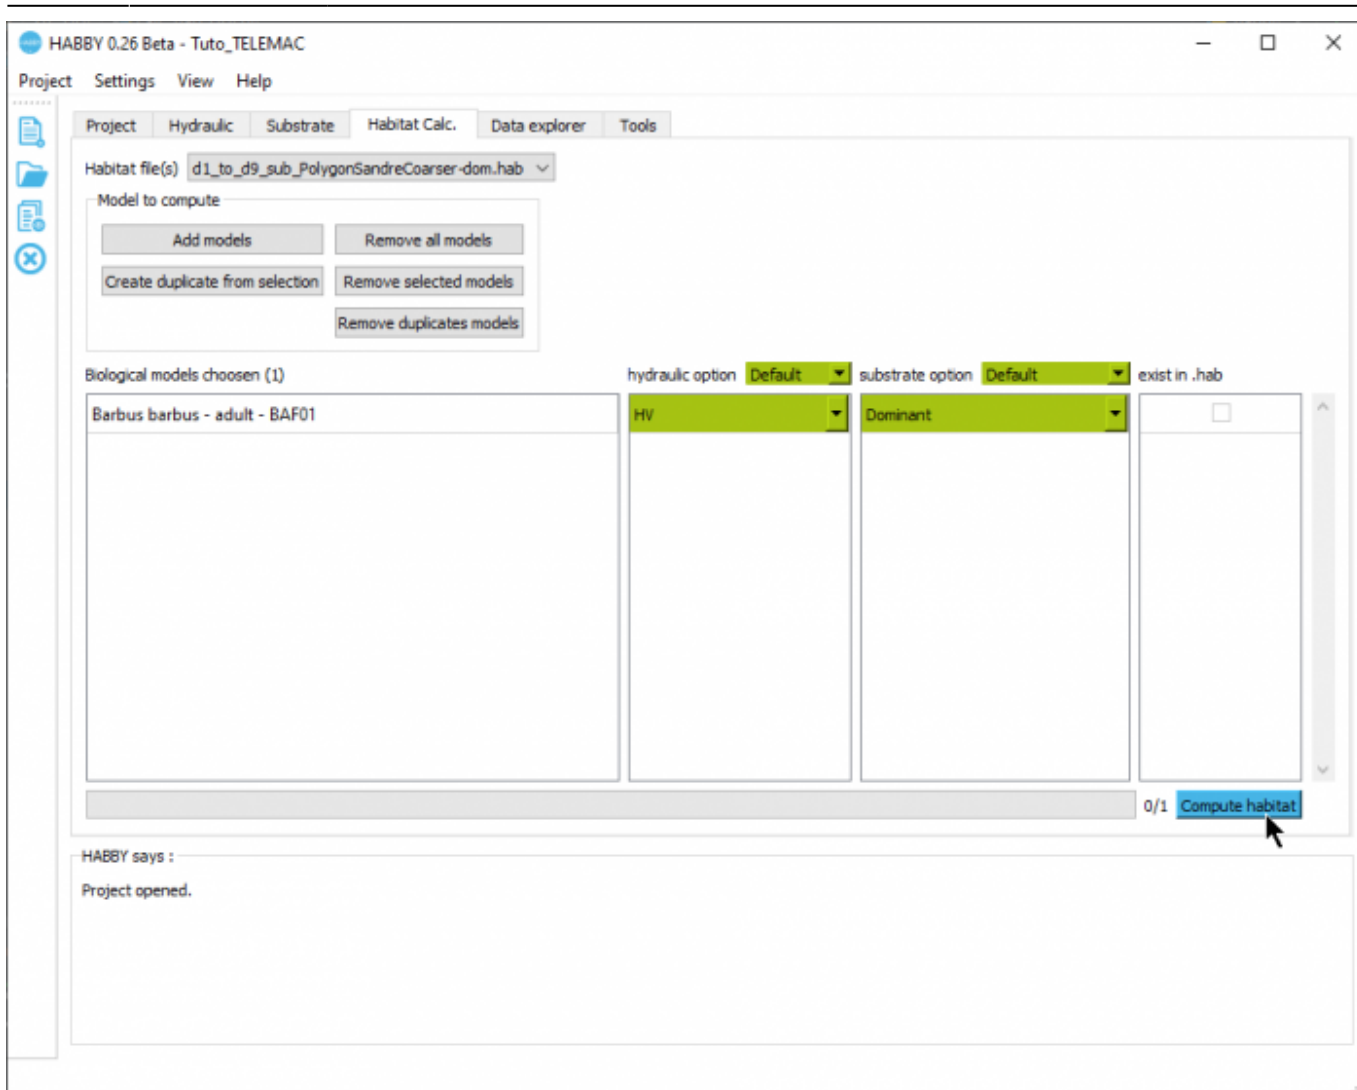 HABBY 0.26 Beta - Tuto_TELEMAC
Project Settings View Help
Project Hydraulic Substrate Habitat Calc. Data explorer Tools
Habitat file(s) d1_to_d9_sub_PolygonSandreCoarser-dom.hab
Model to compute
Add models Remove all models
Create duplicate from selection Remove selected models
Remove duplicates models
Biological models choosen (1) hydraulic option Default substrate option Default exist in .hab
Barbus barbus - adult - BAF01 HV Dominant
0/1 Compute habitat
HABBY says :
Project opened.